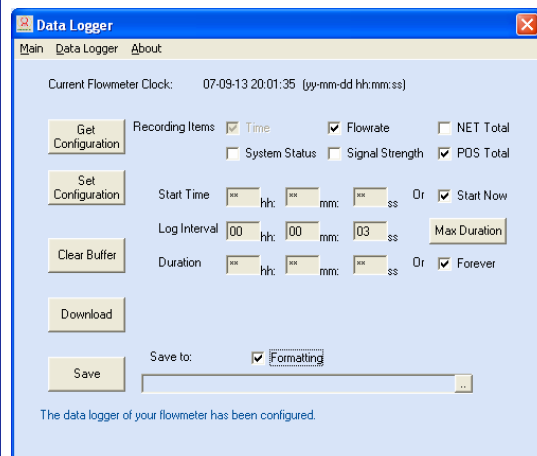 Data Logger
Main Data Logger About
Current Flowmeter Clock: 07-09-13 20:01:35 (yy-mm-dd hh:mm:ss)
Get Configuration Recording Items Time Flowrate NET Total
System Status Signal Strength POS Total
Set Configuration Start Time ** hh: ** mm: ** ss Or Start Now
Log Interval 00 hh: 00 mm: 03 ss Max Duration
Clear Buffer Duration ** hh: ** mm: ** ss Or Forever
Download
Save to: Formatting
Save ..
The data logger of your flowmeter has been configured.